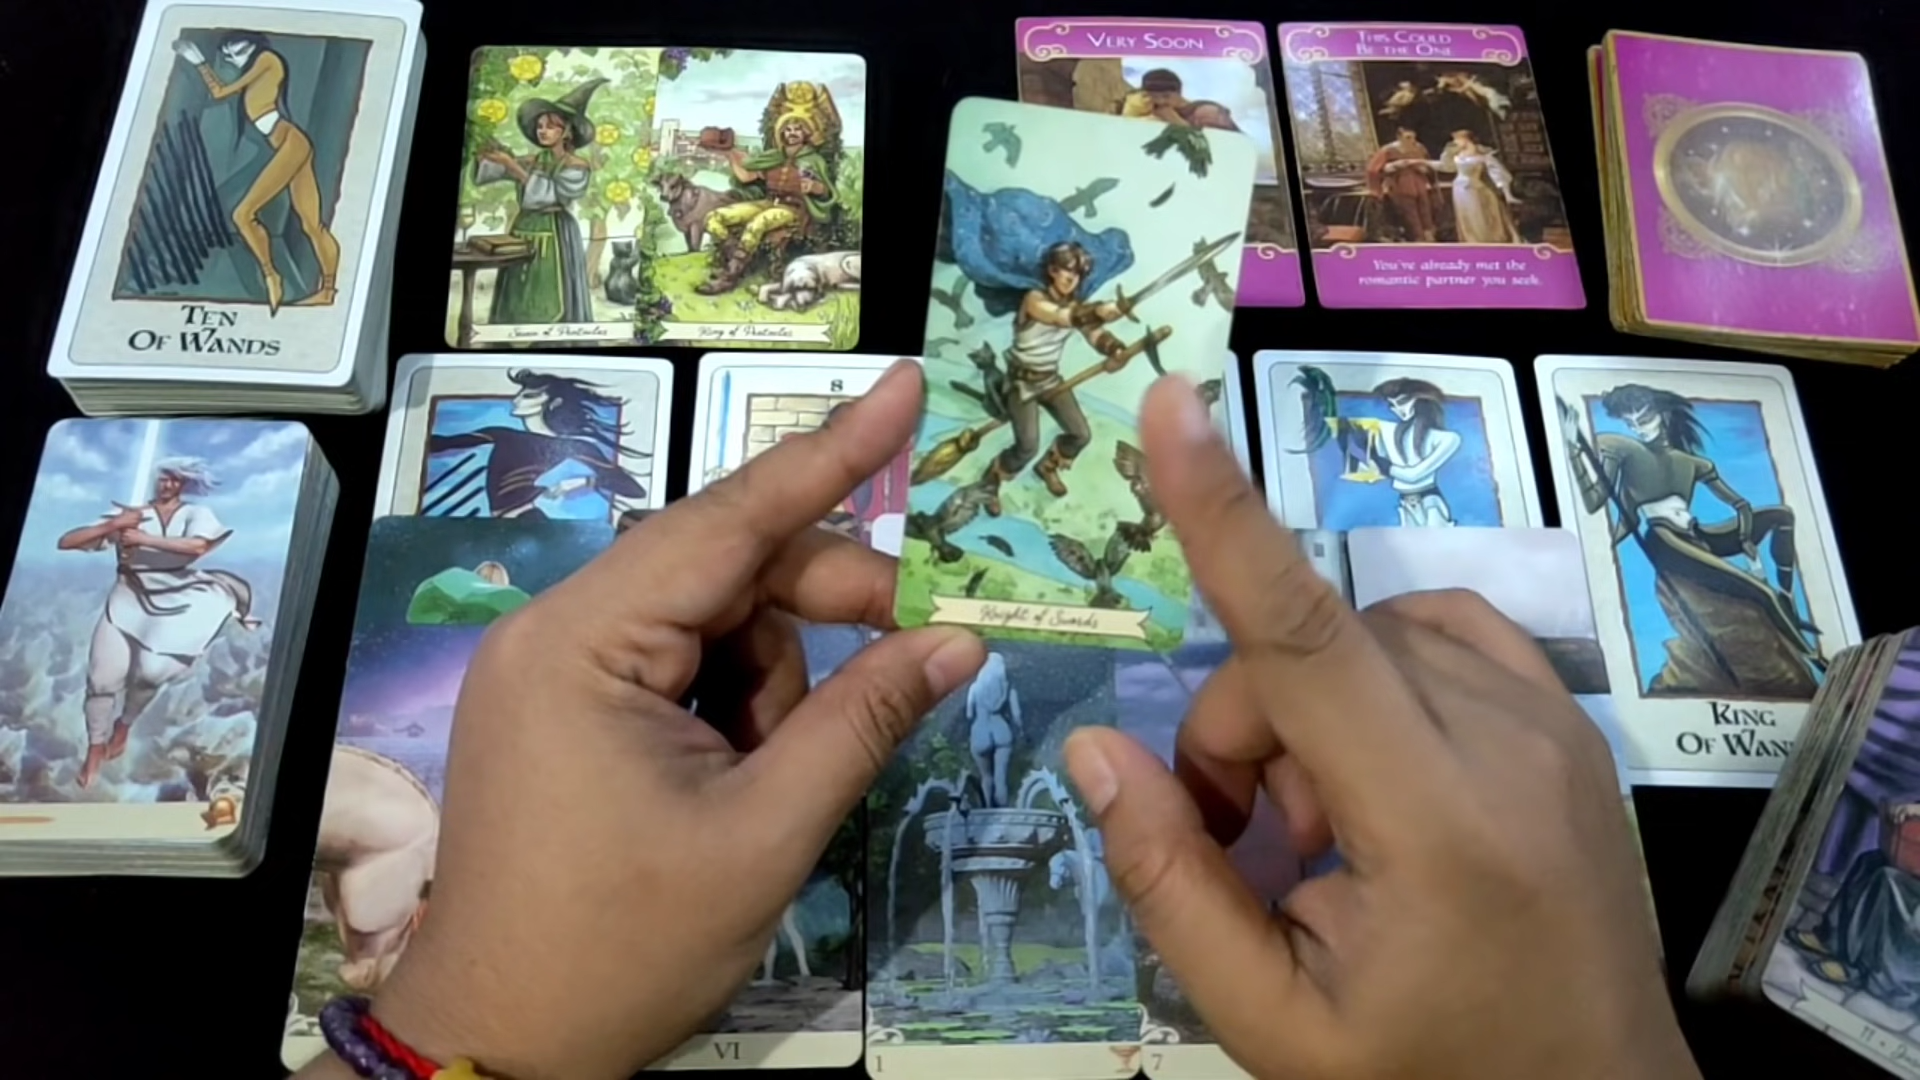 TEN
OF WANDS
Seven of Pentacles
King of Pentacles
VERY SOON
THIS COULD
BE THE ONE
You've already met the
romantic partner you seek.
8
Knight of Swords
KING
OF WAN
VI
1
7